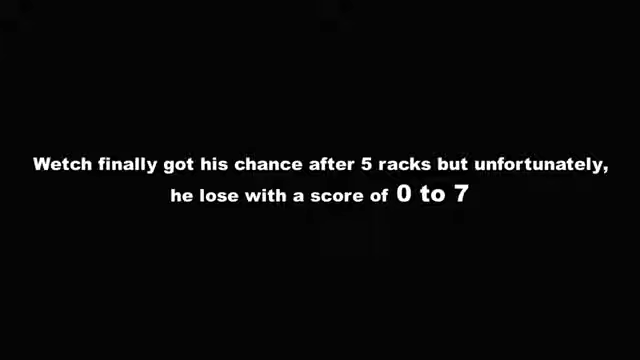 Wetch finally got his chance after 5 racks but unfortunately,
he lose with a score of 0 to 7